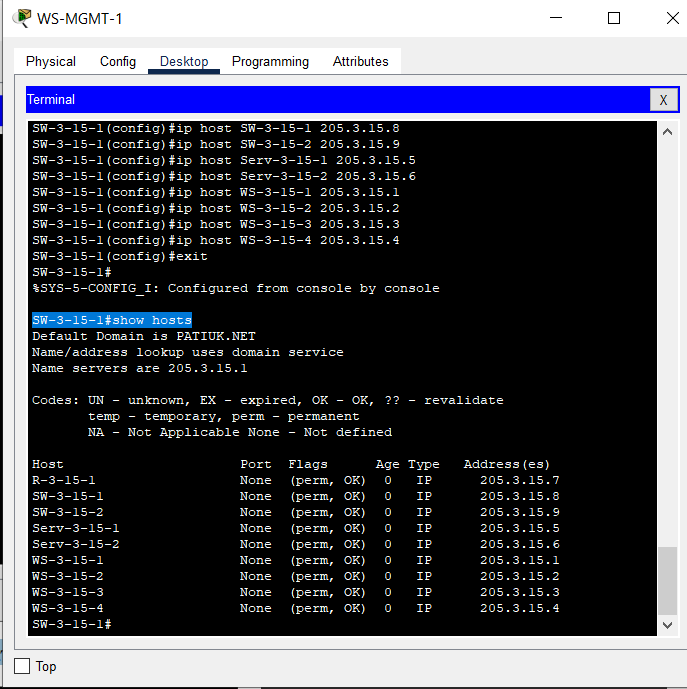 WS-MGMT-1
Physical Config Desktop Programming Attributes
Terminal X
SW-3-15-1(config)#ip host SW-3-15-1 205.3.15.8
SW-3-15-1(config)#ip host SW-3-15-2 205.3.15.9
SW-3-15-1(config)#ip host Serv-3-15-1 205.3.15.5
SW-3-15-1(config)#ip host Serv-3-15-2 205.3.15.6
SW-3-15-1(config)#ip host WS-3-15-1 205.3.15.1
SW-3-15-1(config)#ip host WS-3-15-2 205.3.15.2
SW-3-15-1(config)#ip host WS-3-15-3 205.3.15.3
SW-3-15-1(config)#ip host WS-3-15-4 205.3.15.4
SW-3-15-1(config)#exit
SW-3-15-1#
%SYS-5-CONFIG_I: Configured from console by console
SW-3-15-1#show hosts
Default Domain is PATIUK.NET
Name/address lookup uses domain service
Name servers are 205.3.15.1
Codes: UN - unknown, EX - expired, OK - OK, ?? - revalidate
temp - temporary, perm - permanent
NA - Not Applicable None - Not defined
Host Port Flags Age Type Address(es)
R-3-15-1 None (perm, OK) 0 IP 205.3.15.7
SW-3-15-1 None (perm, OK) 0 IP 205.3.15.8
SW-3-15-2 None (perm, OK) 0 IP 205.3.15.9
Serv-3-15-1 None (perm, OK) 0 IP 205.3.15.5
Serv-3-15-2 None (perm, OK) 0 IP 205.3.15.6
WS-3-15-1 None (perm, OK) 0 IP 205.3.15.1
WS-3-15-2 None (perm, OK) 0 IP 205.3.15.2
WS-3-15-3 None (perm, OK) 0 IP 205.3.15.3
WS-3-15-4 None (perm, OK) 0 IP 205.3.15.4
SW-3-15-1#
Top